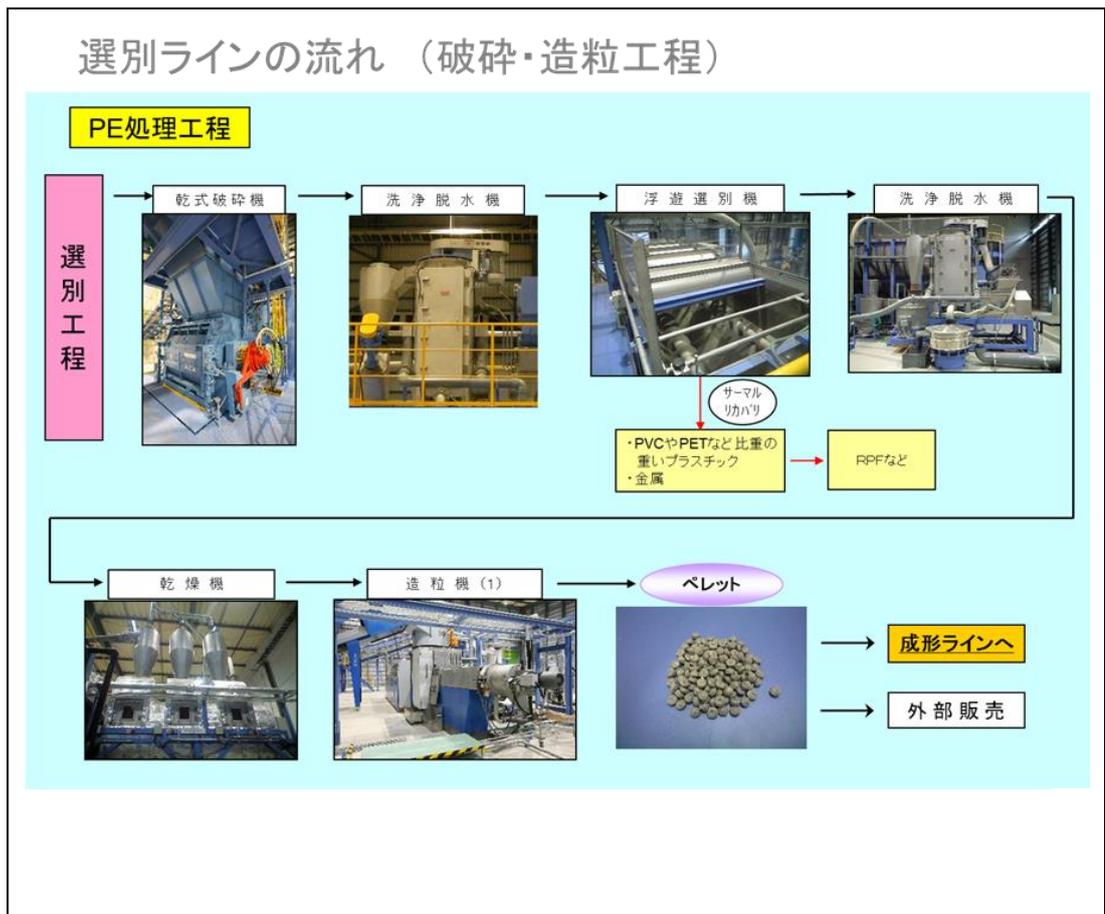 選別ラインの流れ （破砕・造粒工程）
PE処理工程
選別工程
乾式破砕機
洗浄脱水機
浮遊選別機
洗浄脱水機
サーマル
リカバリ
・PVCやPETなど比重の
重いプラスチック
・金属
RPFなど
乾燥機
造粒機（1）
ペレット
成形ラインへ
外部販売